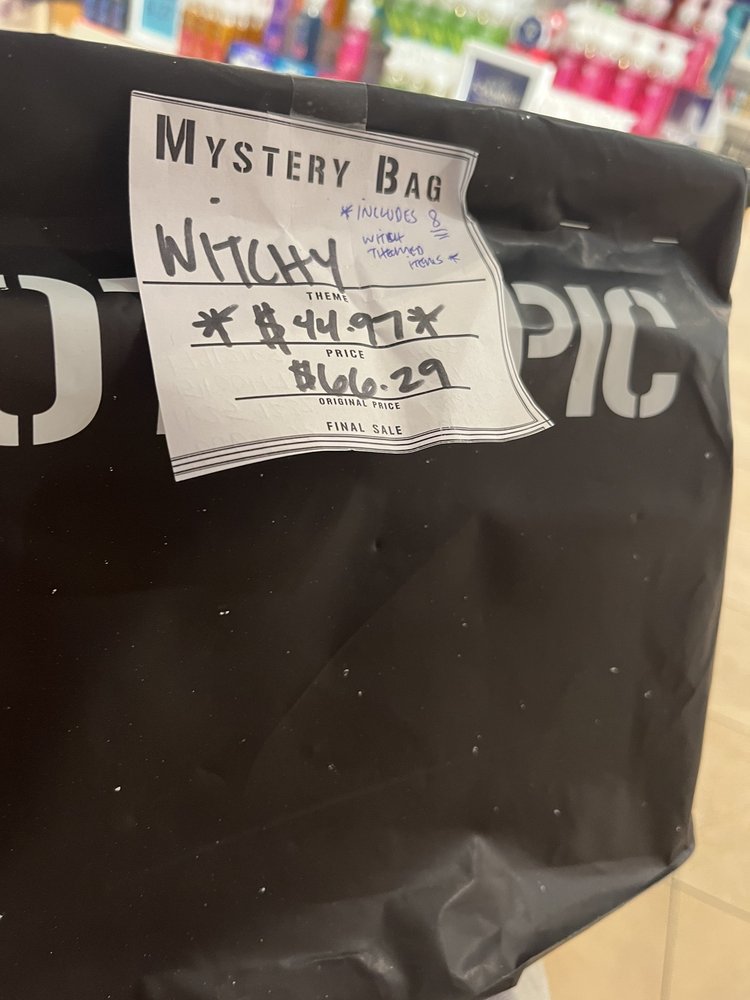 MYSTERY BAG
*INCLUDES 8
WITCH
THEMED
ITEMS *
WITCHY
THEME
* $44.97*
PRICE
$66.29
ORIGINAL PRICE
FINAL SALE
OT
PIC